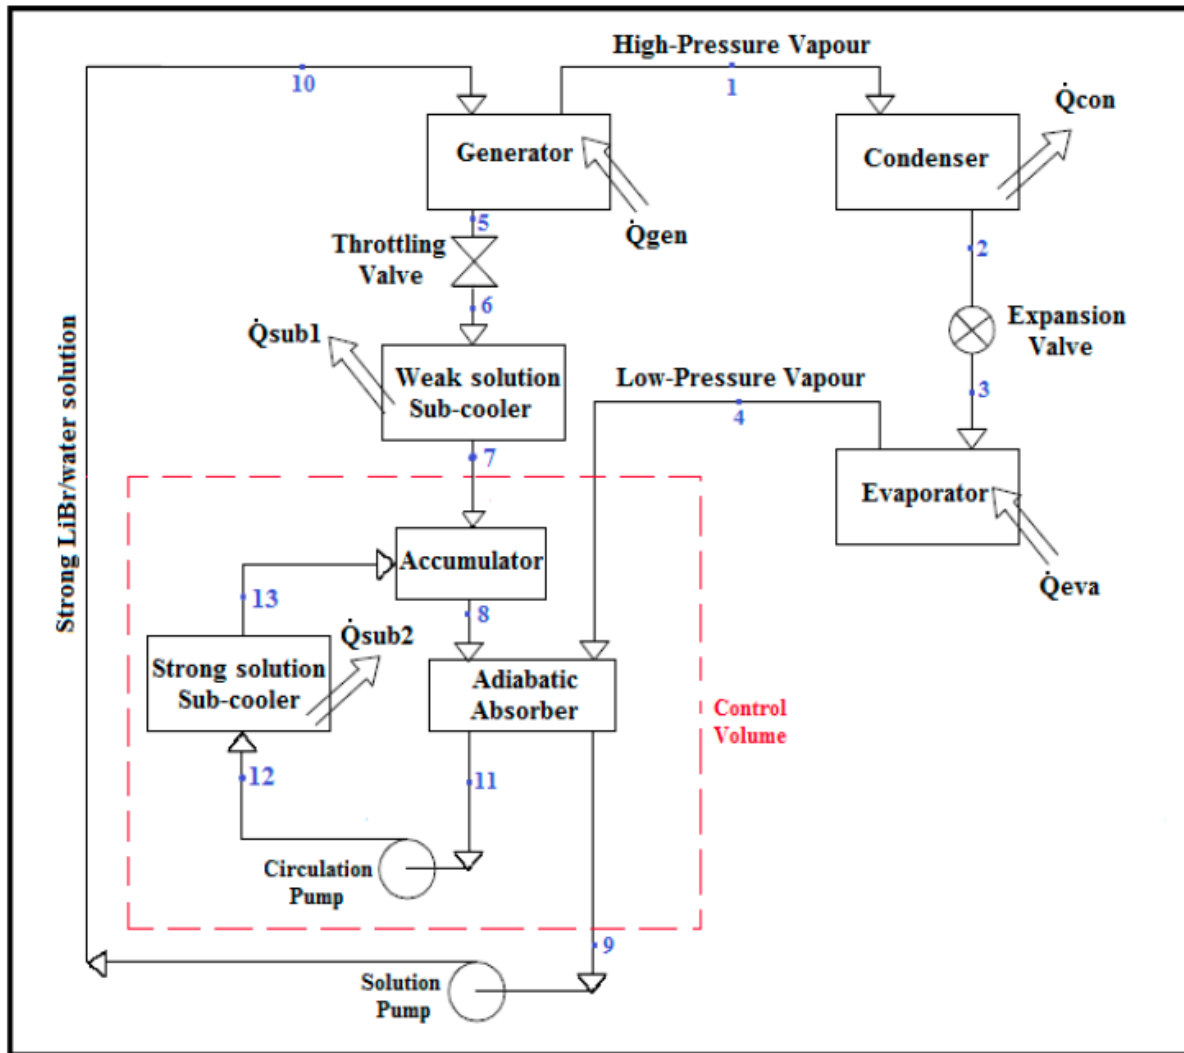 High-Pressure Vapour
10
1
Q̇con
Generator
Condenser
5
Q̇gen
2
Throttling
Valve
6
Expansion
Valve
Q̇sub1
Weak solution
Sub-cooler
Low-Pressure Vapour
3
4
7
Strong LiBr/water solution
Evaporator
Accumulator
Q̇eva
13
8
Q̇sub2
Strong solution
Sub-cooler
Adiabatic
Absorber
Control
Volume
12
11
Circulation
Pump
9
Solution
Pump